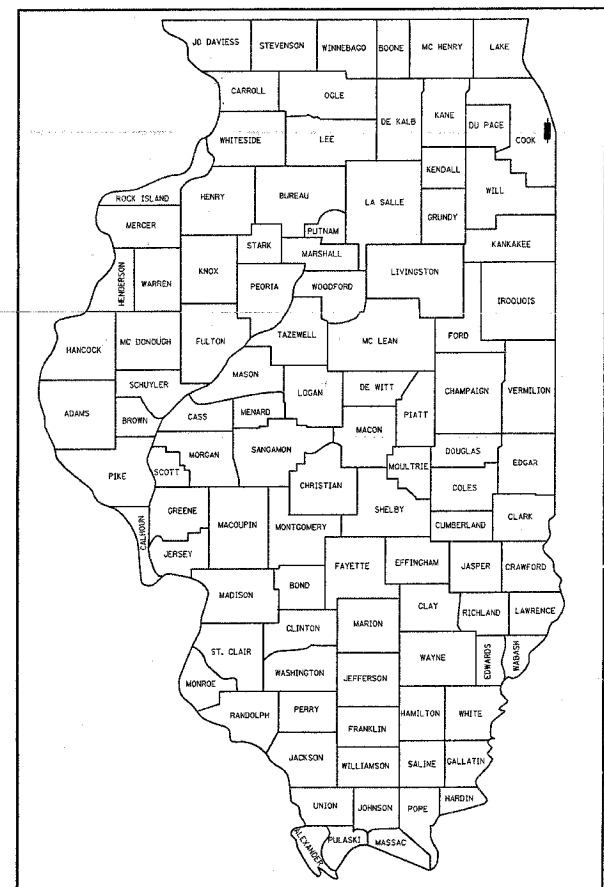 JO DAVIESS
STEVENSON
WINNEBAGO
BOONE
MC HENRY
LAKE
CARROLL
OGLE
DE KALB
KANE
DU PAGE
COOK
WHITESIDE
LEE
KENDALL
WILL
ROCK ISLAND
HENRY
BUREAU
LA SALLE
GRUNDY
MERCER
PUTNAM
STARK
MARSHALL
KANKAKEE
HENDERSON
WARREN
KNOX
PEORIA
WOODFORD
LIVINGSTON
IROQUOIS
HANCOCK
MC DONOUGH
FULTON
TAZEWELL
MC LEAN
FORD
SCHUYLER
MASON
LOGAN
DE WITT
CHAMPAIGN
VERMILION
ADAMS
BROWN
CASS
MENARD
PIATT
MACON
MORGAN
SANGAMON
DOUGLAS
EDGAR
PIKE
SCOTT
CHRISTIAN
MOULTRIE
COLES
CALHOUN
GREENE
MACOUPIN
MONTGOMERY
SHELBY
CUMBERLAND
CLARK
JERSEY
FAYETTE
EFFINGHAM
JASPER
CRAWFORD
MADISON
BOND
CLAY
RICHLAND
LAWRENCE
CLINTON
MARION
ST. CLAIR
WAYNE
EDWARDS
WABASH
WASHINGTON
JEFFERSON
MONROE
RANDOLPH
PERRY
HAMILTON
WHITE
FRANKLIN
JACKSON
WILLIAMSON
SALINE
GALLATIN
UNION
JOHNSON
POPE
HARDIN
ALEXANDER
PULASKI
MASSAC